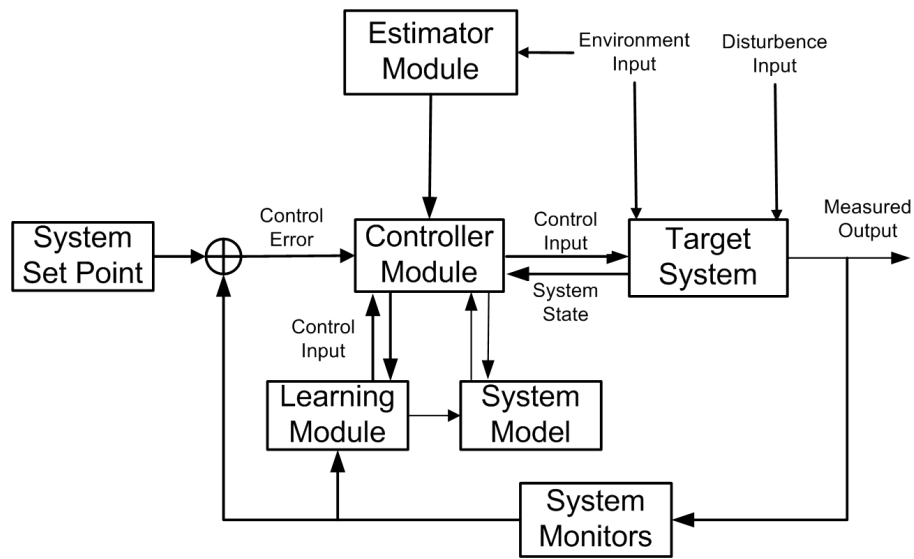 Estimator
Module
Environment
Input
Disturbence
Input
System
Set Point
Control
Error
Controller
Module
Control
Input
System
State
Target
System
Measured
Output
Control
Input
Learning
Module
System
Model
System
Monitors